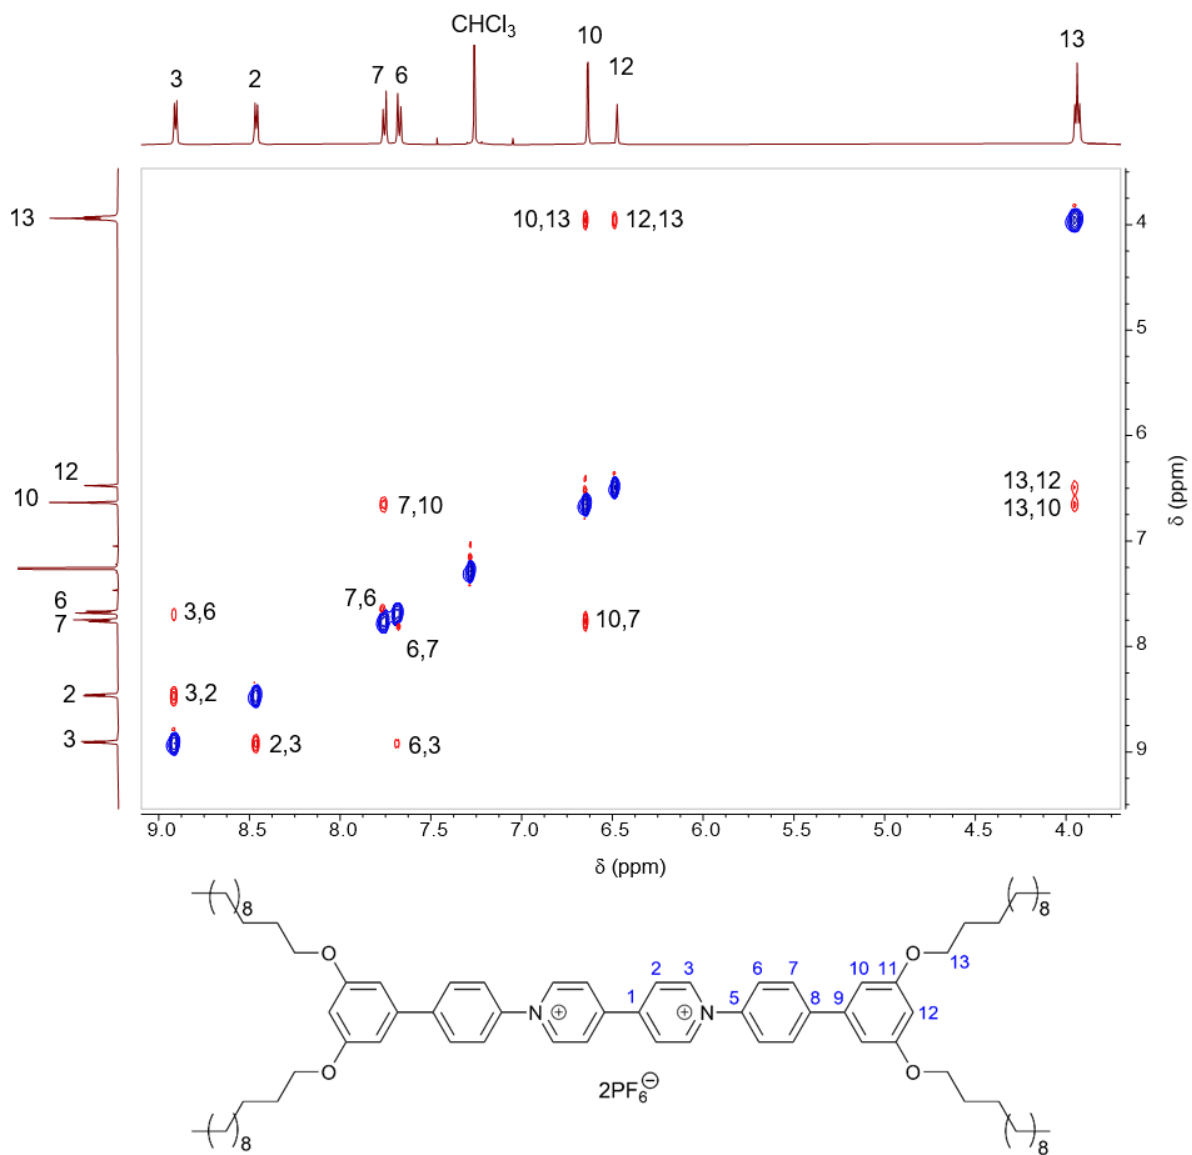 CHCl3
3 2 7 6 10 12 13
13 10,13 12,13 4
5
6
12 13,12
10 7,10 13,10
7
δ (ppm)
6 3,6 7,6 10,7
7 6,7
8
2 3,2
3 2,3 6,3 9
9.0 8.5 8.0 7.5 7.0 6.5 6.0 5.5 5.0 4.5 4.0
δ (ppm)
8 8
O 2 3 6 7 10 11 O 13
1 N ⊕ ⊕ N 5 8 9 12
O O
2PF6⊖
8 8